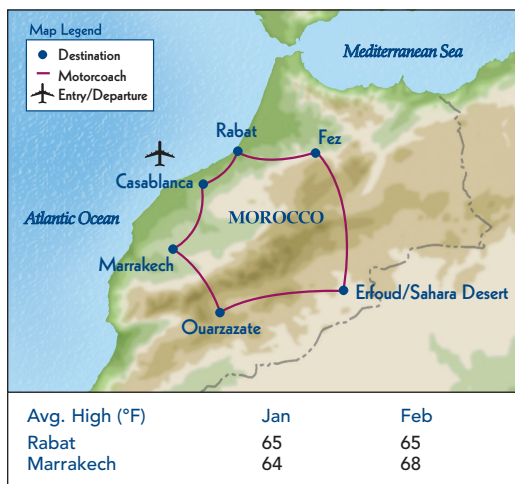 Map Legend
Destination
Motorcoach
Entry/Departure
Mediterranean Sea
Rabat
Fez
Casablanca
Atlantic Ocean
MOROCCO
Marrakech
Erfoud/Sahara Desert
Ouarzazate
Avg. High (°F) Jan Feb
Rabat 65 65
Marrakech 64 68